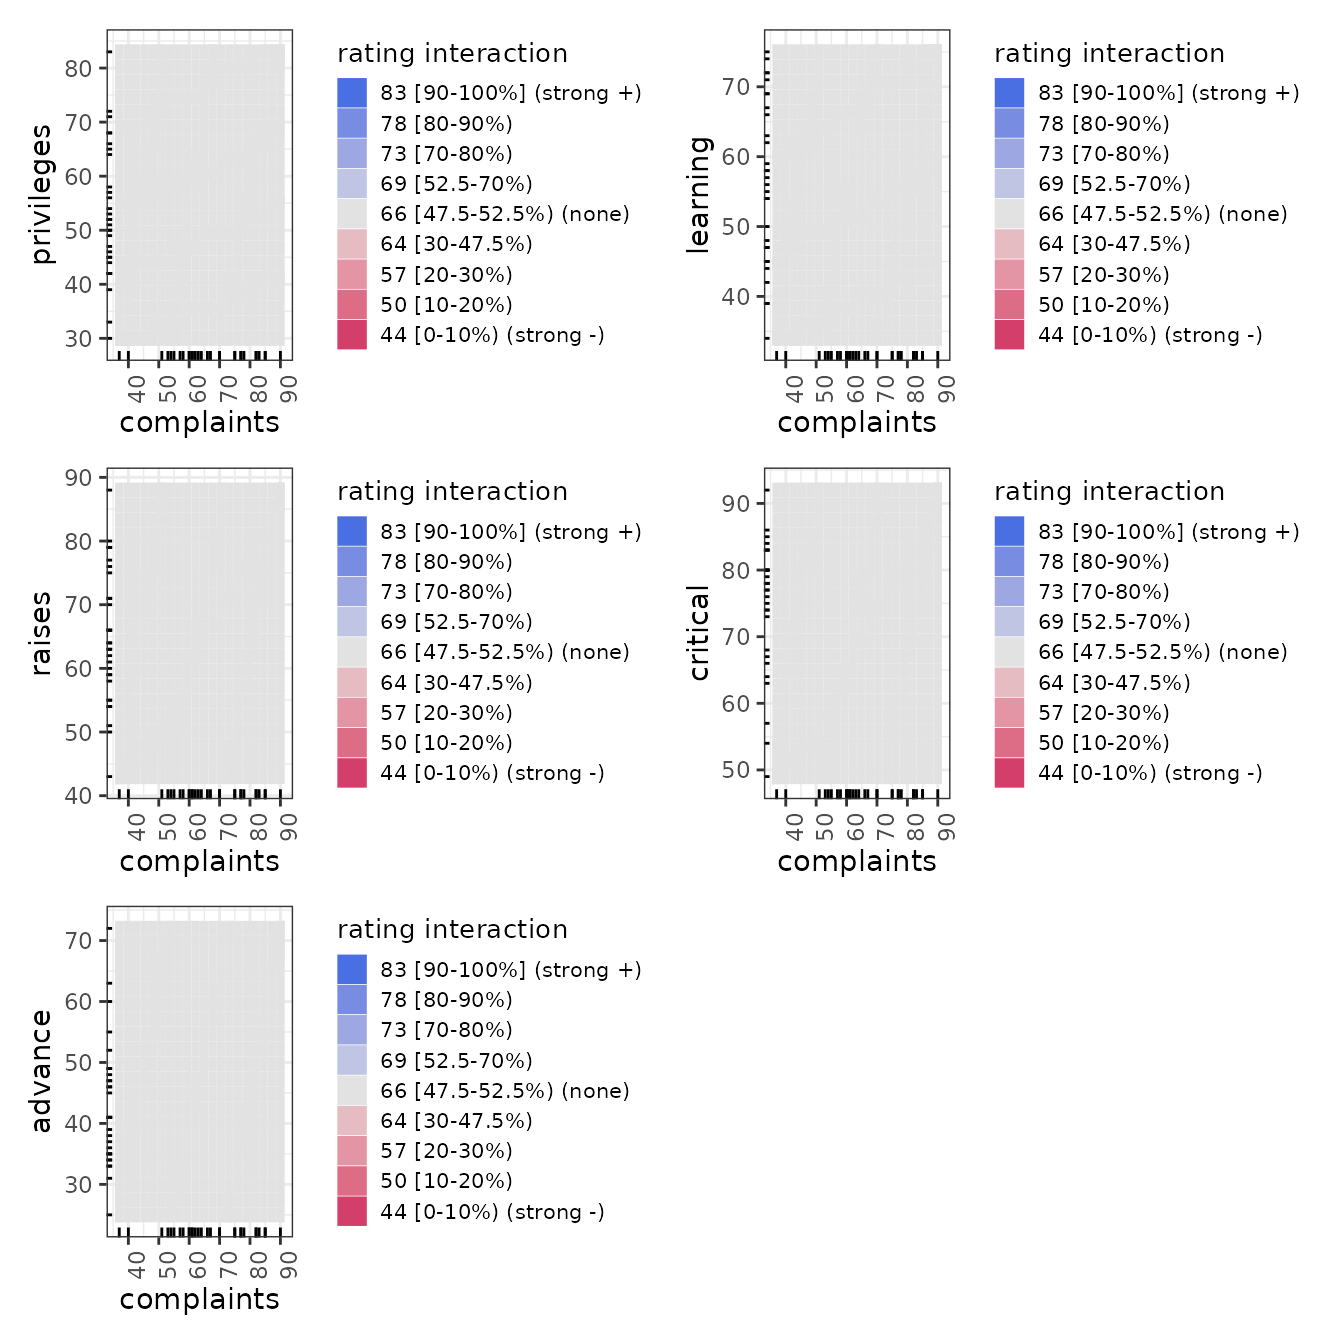 rating interaction
83 [90-100%] (strong +)
78 [80-90%)
73 [70-80%)
69 [52.5-70%)
66 [47.5-52.5%) (none)
64 [30-47.5%)
57 [20-30%)
50 [10-20%)
44 [0-10%) (strong -)
privileges
80
70
60
50
40
30
40 50 60 70 80 90
complaints
rating interaction
83 [90-100%] (strong +)
78 [80-90%)
73 [70-80%)
69 [52.5-70%)
66 [47.5-52.5%) (none)
64 [30-47.5%)
57 [20-30%)
50 [10-20%)
44 [0-10%) (strong -)
learning
70
60
50
40
40 50 60 70 80 90
complaints
rating interaction
83 [90-100%] (strong +)
78 [80-90%)
73 [70-80%)
69 [52.5-70%)
66 [47.5-52.5%) (none)
64 [30-47.5%)
57 [20-30%)
50 [10-20%)
44 [0-10%) (strong -)
raises
90
80
70
60
50
40
40 50 60 70 80 90
complaints
rating interaction
83 [90-100%] (strong +)
78 [80-90%)
73 [70-80%)
69 [52.5-70%)
66 [47.5-52.5%) (none)
64 [30-47.5%)
57 [20-30%)
50 [10-20%)
44 [0-10%) (strong -)
critical
90
80
70
60
50
40 50 60 70 80 90
complaints
rating interaction
83 [90-100%] (strong +)
78 [80-90%)
73 [70-80%)
69 [52.5-70%)
66 [47.5-52.5%) (none)
64 [30-47.5%)
57 [20-30%)
50 [10-20%)
44 [0-10%) (strong -)
advance
70
60
50
40
30
40 50 60 70 80 90
complaints